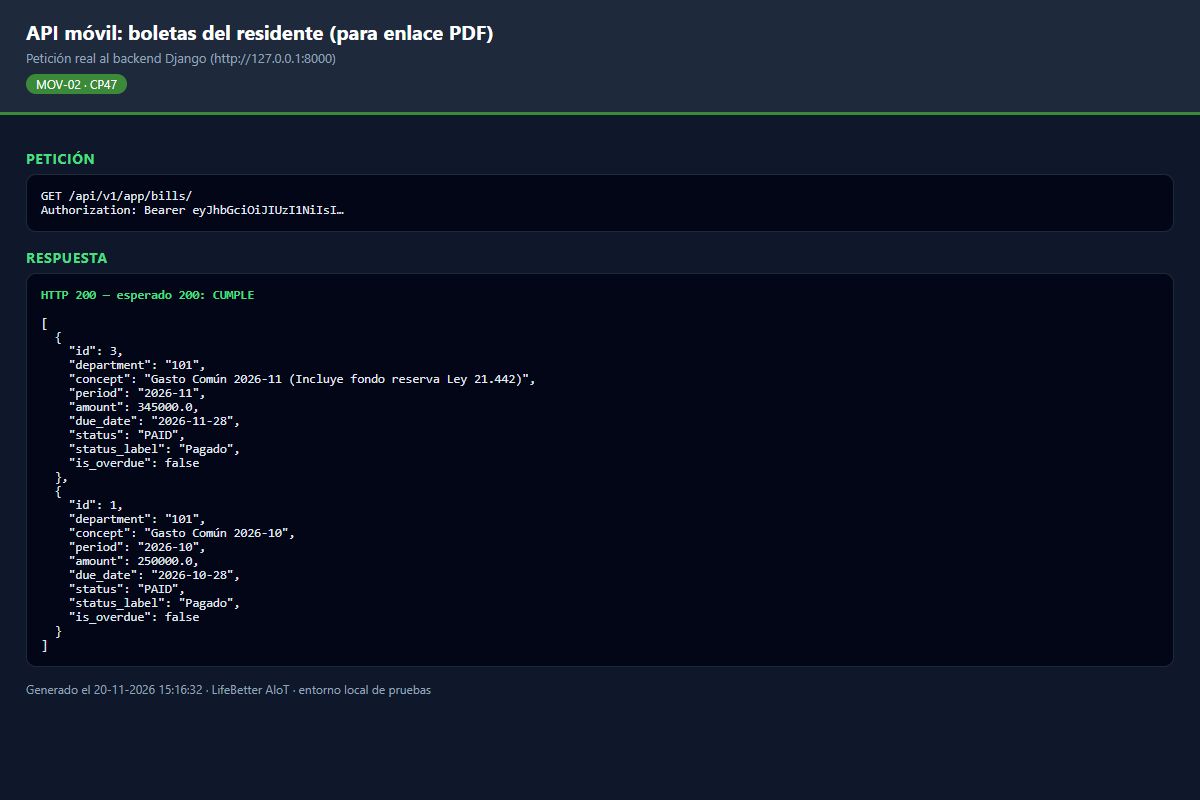 API móvil: boletas del residente (para enlace PDF)
Petición real al backend Django (http://127.0.0.1:8000)
MOV-02 · CP47
PETICIÓN
GET /api/v1/app/bills/
Authorization: Bearer eyJhbGciOiJIUzI1NiIsI…
RESPUESTA
HTTP 200 — esperado 200: CUMPLE
[
  {
    "id": 3,
    "department": "101",
    "concept": "Gasto Común 2026-11 (Incluye fondo reserva Ley 21.442)",
    "period": "2026-11",
    "amount": 345000.0,
    "due_date": "2026-11-28",
    "status": "PAID",
    "status_label": "Pagado",
    "is_overdue": false
  },
  {
    "id": 1,
    "department": "101",
    "concept": "Gasto Común 2026-10",
    "period": "2026-10",
    "amount": 250000.0,
    "due_date": "2026-10-28",
    "status": "PAID",
    "status_label": "Pagado",
    "is_overdue": false
  }
]
Generado el 20-11-2026 15:16:32 · LifeBetter AIoT · entorno local de pruebas